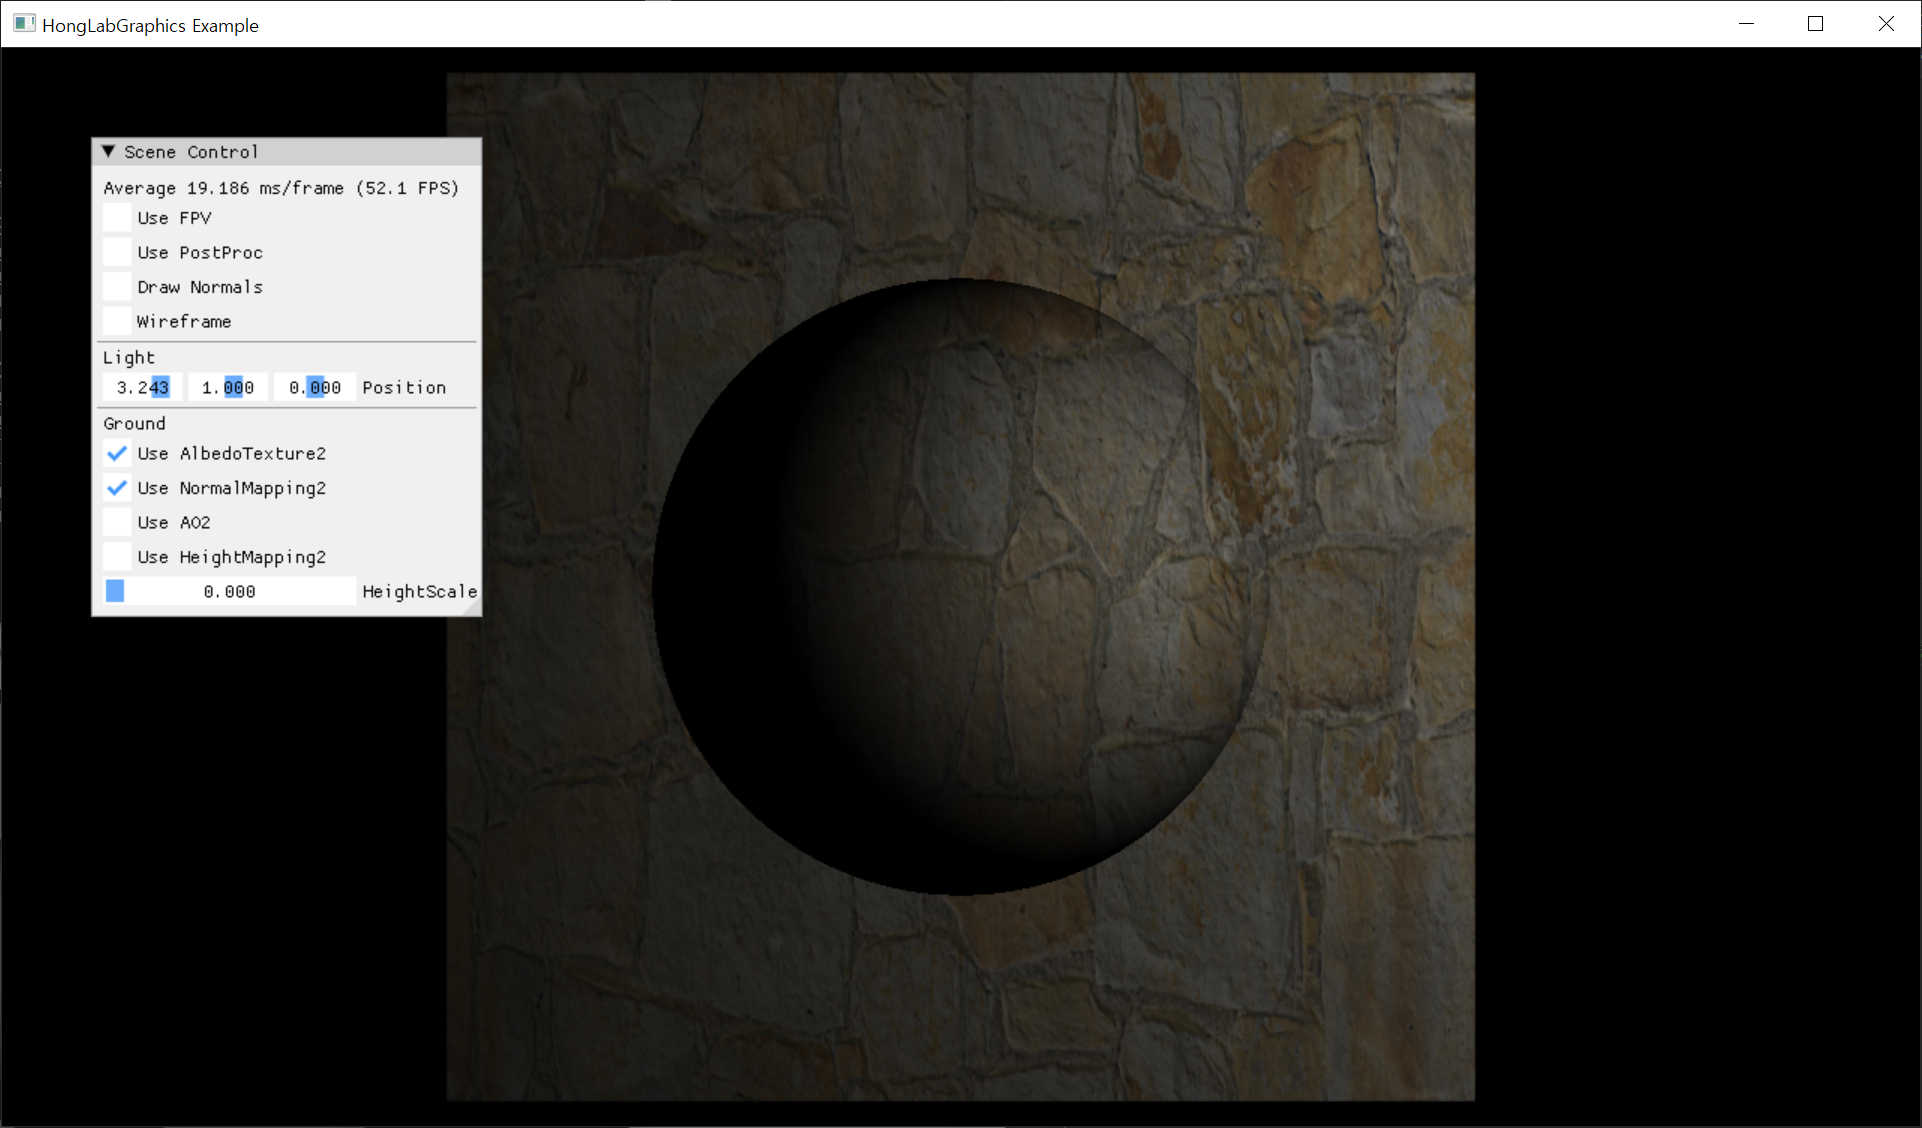 HongLabGraphics Example
Scene Control
Average 19.186 ms/frame (52.1 FPS)
Use FPV
Use PostProc
Draw Normals
Wireframe
Light
3.243 1.000 0.000 Position
Ground
Use AlbedoTexture2
Use NormalMapping2
Use AO2
Use HeightMapping2
0.000 HeightScale